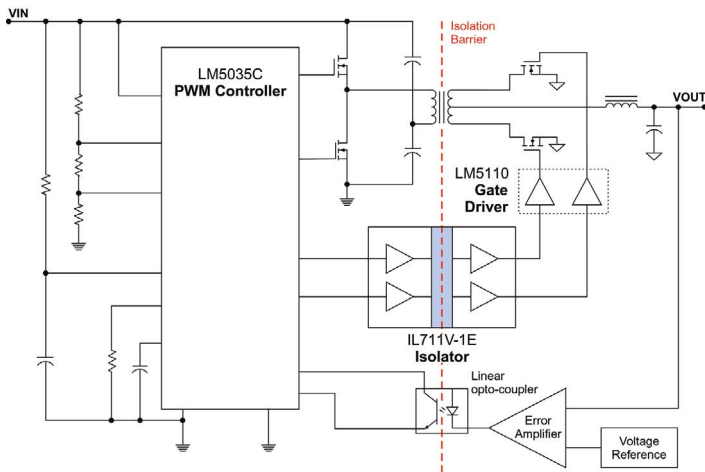 VIN
Isolation
Barrier
LM5035C
PWM Controller
VOUT
LM5110
Gate
Driver
IL711V-1E
Isolator
Linear
opto-coupler
Error
Amplifier
Voltage
Reference